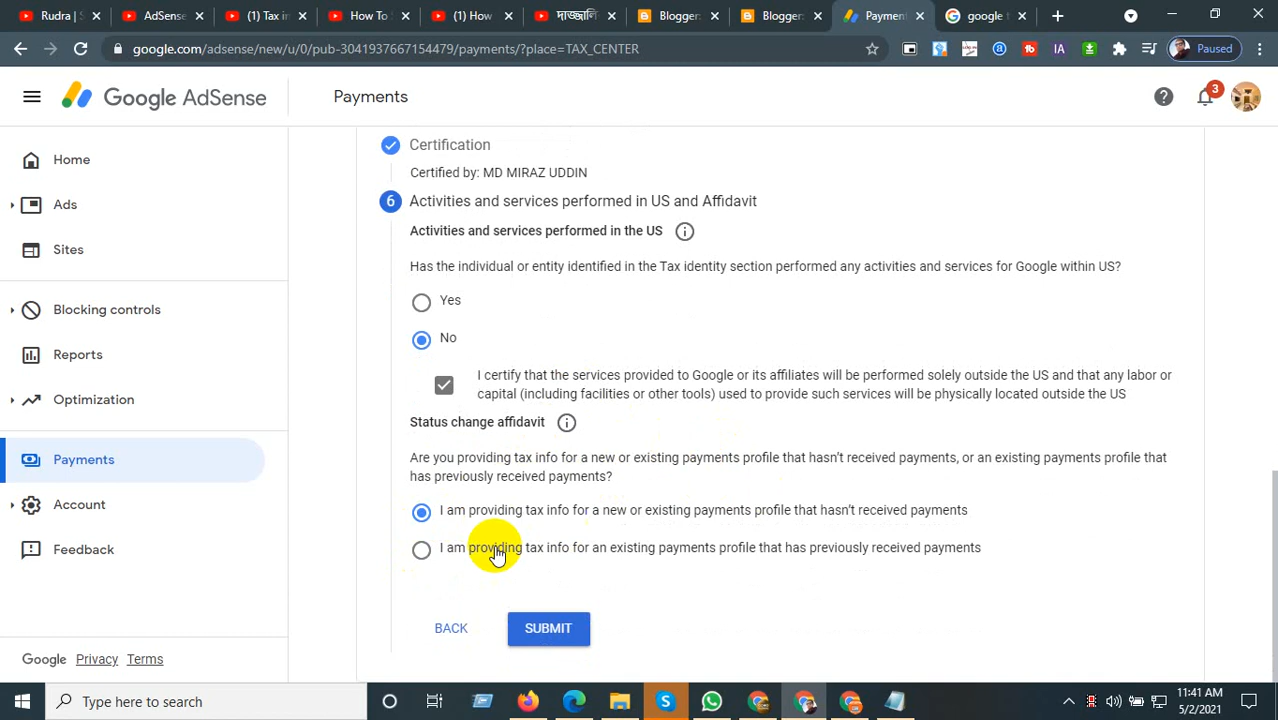 Rudra | S
AdSense
(1) Tax in
How To
(1) How
দাজ্জালি
Blogger:
Blogger:
Payment
google h
google.com/adsense/new/u/0/pub-3041937667154479/payments/?place=TAX_CENTER
IA
Paused
Google AdSense
Payments
3
Home
Ads
Sites
Blocking controls
Reports
Optimization
Payments
Account
Feedback
Google Privacy Terms
Certification
Certified by: MD MIRAZ UDDIN
6 Activities and services performed in US and Affidavit
Activities and services performed in the US
Has the individual or entity identified in the Tax identity section performed any activities and services for Google within US?
Yes
No
I certify that the services provided to Google or its affiliates will be performed solely outside the US and that any labor or
capital (including facilities or other tools) used to provide such services will be physically located outside the US
Status change affidavit
Are you providing tax info for a new or existing payments profile that hasn't received payments, or an existing payments profile that
has previously received payments?
I am providing tax info for a new or existing payments profile that hasn't received payments
I am providing tax info for an existing payments profile that has previously received payments
BACK
SUBMIT
Type here to search
11:41 AM
5/2/2021